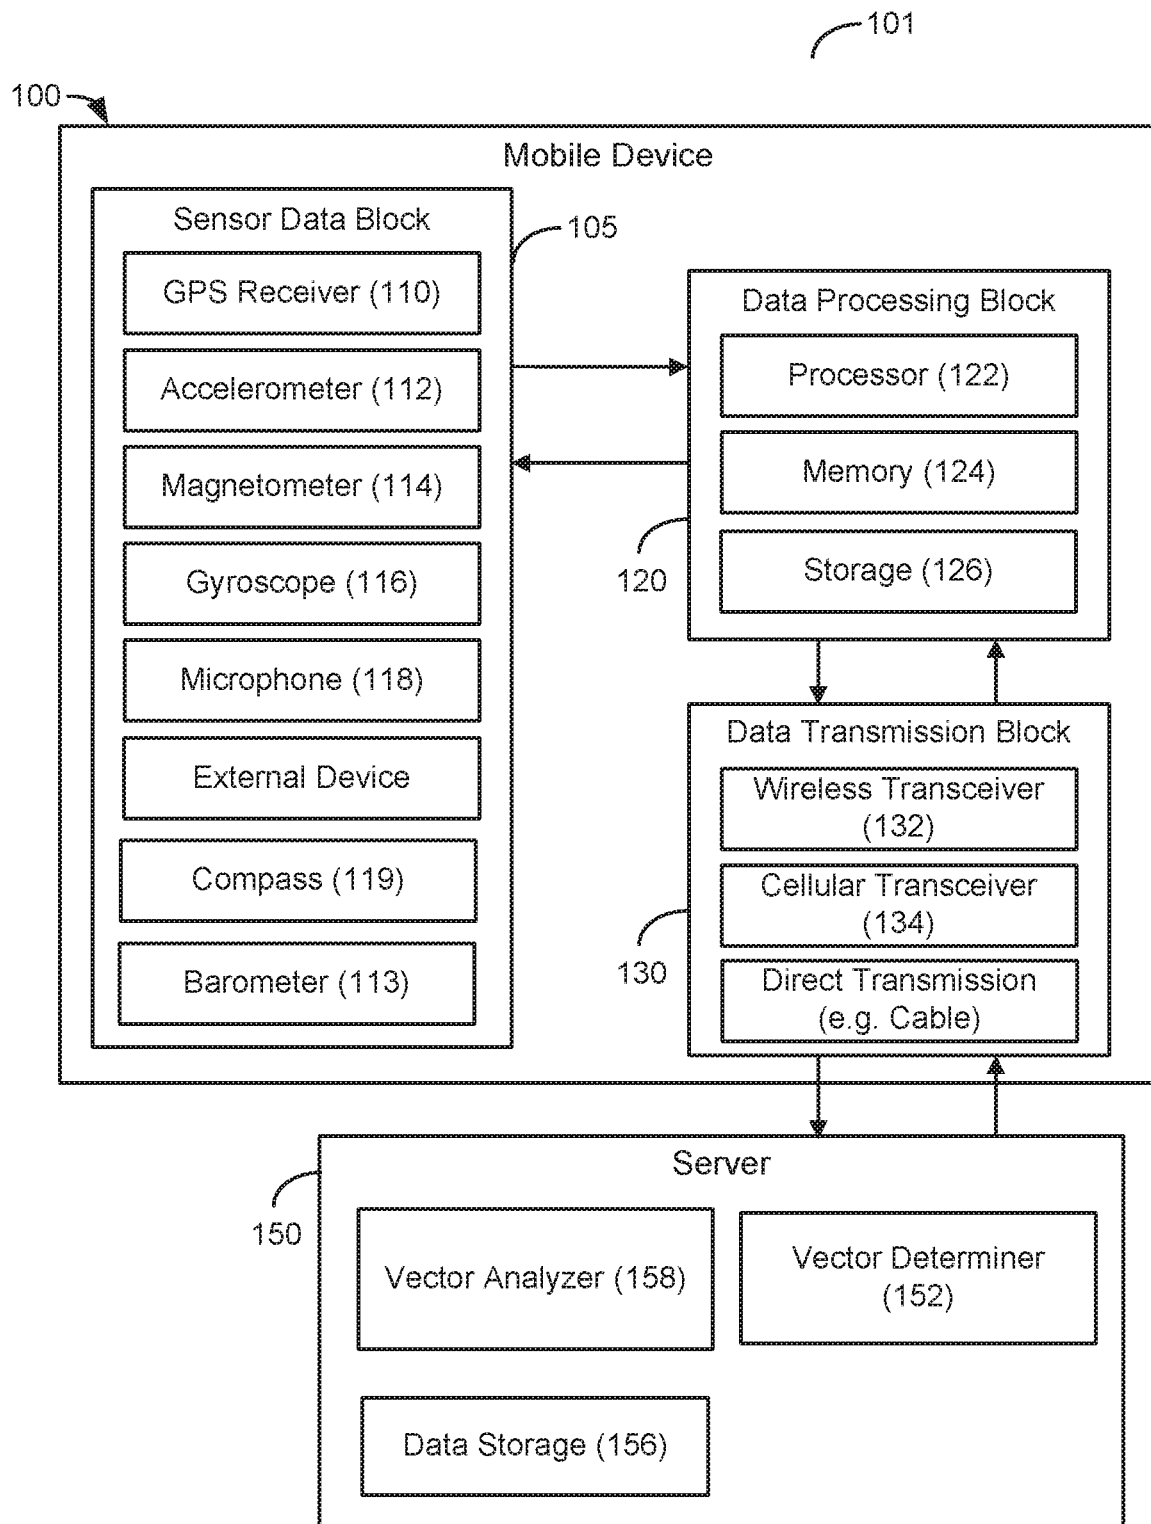 101
100
Mobile Device
Sensor Data Block
105
GPS Receiver (110)
Accelerometer (112)
Magnetometer (114)
Gyroscope (116)
Microphone (118)
External Device
Compass (119)
Barometer (113)
Data Processing Block
Processor (122)
Memory (124)
Storage (126)
120
Data Transmission Block
Wireless Transceiver
(132)
Cellular Transceiver
(134)
Direct Transmission
(e.g. Cable)
130
Server
150
Vector Analyzer (158)
Vector Determiner
(152)
Data Storage (156)